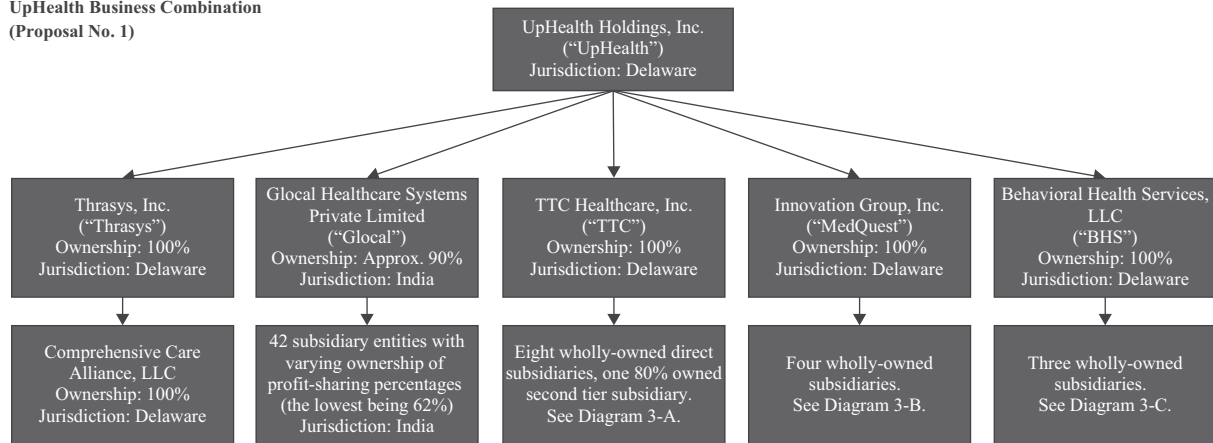 UpHealth Business Combination
(Proposal No. 1)
UpHealth Holdings, Inc.
(“UpHealth”)
Jurisdiction: Delaware
Thrasys, Inc.
(“Thrasys”)
Ownership: 100%
Jurisdiction: Delaware
Glocal Healthcare Systems
Private Limited
(“Glocal”)
Ownership: Approx. 90%
Jurisdiction: India
TTC Healthcare, Inc.
(“TTC”)
Ownership: 100%
Jurisdiction: Delaware
Innovation Group, Inc.
(“MedQuest”)
Ownership: 100%
Jurisdiction: Delaware
Behavioral Health Services,
LLC
(“BHS”)
Ownership: 100%
Jurisdiction: Delaware
Comprehensive Care
Alliance, LLC
Ownership: 100%
Jurisdiction: Delaware
42 subsidiary entities with
varying ownership of
profit-sharing percentages
(the lowest being 62%)
Jurisdiction: India
Eight wholly-owned direct
subsidiaries, one 80% owned
second tier subsidiary.
See Diagram 3-A.
Four wholly-owned
subsidiaries.
See Diagram 3-B.
Three wholly-owned
subsidiaries.
See Diagram 3-C.